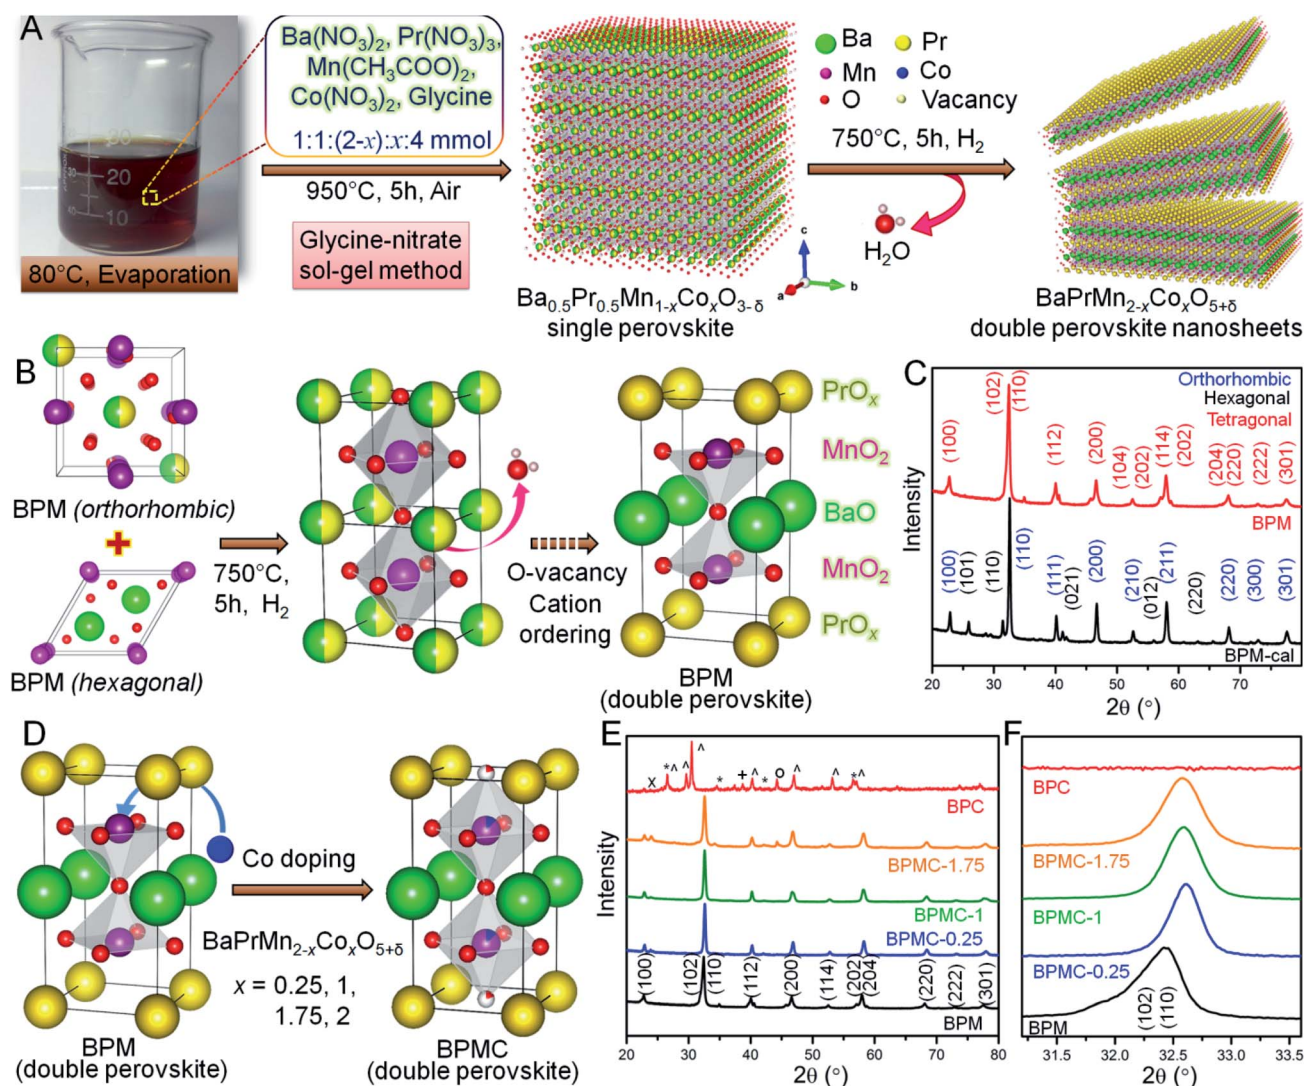 A
Ba(NO3)2, Pr(NO3)3,
Mn(CH3COO)2,
Co(NO3)2, Glycine
1:1:(2-x):x:4 mmol
20
10
80°C, Evaporation
950°C, 5h, Air
Glycine-nitrate
sol-gel method
c
a
b
Ba0.5Pr0.5Mn1-xCoxO3-δ
single perovskite
Ba
Pr
Mn
Co
O
Vacancy
750°C, 5h, H2
H2O
BaPrMn2-xCoxO5+δ
double perovskite nanosheets
B
BPM (orthorhombic)
+
BPM (hexagonal)
750°C,
5h, H2
O-vacancy
Cation
ordering
PrOx
MnO2
BaO
MnO2
PrOx
BPM
(double perovskite)
C
Orthorhombic
Hexagonal
Tetragonal
(100)
(102)
(110)
(112)
(200)
(104)
(202)
(114)
(202)
(204)
(220)
(222)
(301)
BPM
(100)
(101)
(110)
(110)
(111)
(021)
(200)
(210)
(012)
(211)
(220)
(220)
(300)
(301)
BPM-cal
Intensity
20 30 40 50 60 70
2θ (°)
D
Co doping
BaPrMn2-xCoxO5+δ
x = 0.25, 1,
1.75, 2
BPM
(double perovskite)
BPMC
(double perovskite)
E
x *^ ^ ^ * + ^ * o ^ ^ *^
BPC
BPMC-1.75
BPMC-1
BPMC-0.25
(100)
(102)
(110)
(112)
(200)
(114)
(202)
(204)
(220)
(222)
(301)
BPM
Intensity
20 30 40 50 60 70 80
2θ (°)
F
BPC
BPMC-1.75
BPMC-1
BPMC-0.25
(102)
(110)
BPM
31.5 32.0 32.5 33.0 33.5
2θ (°)